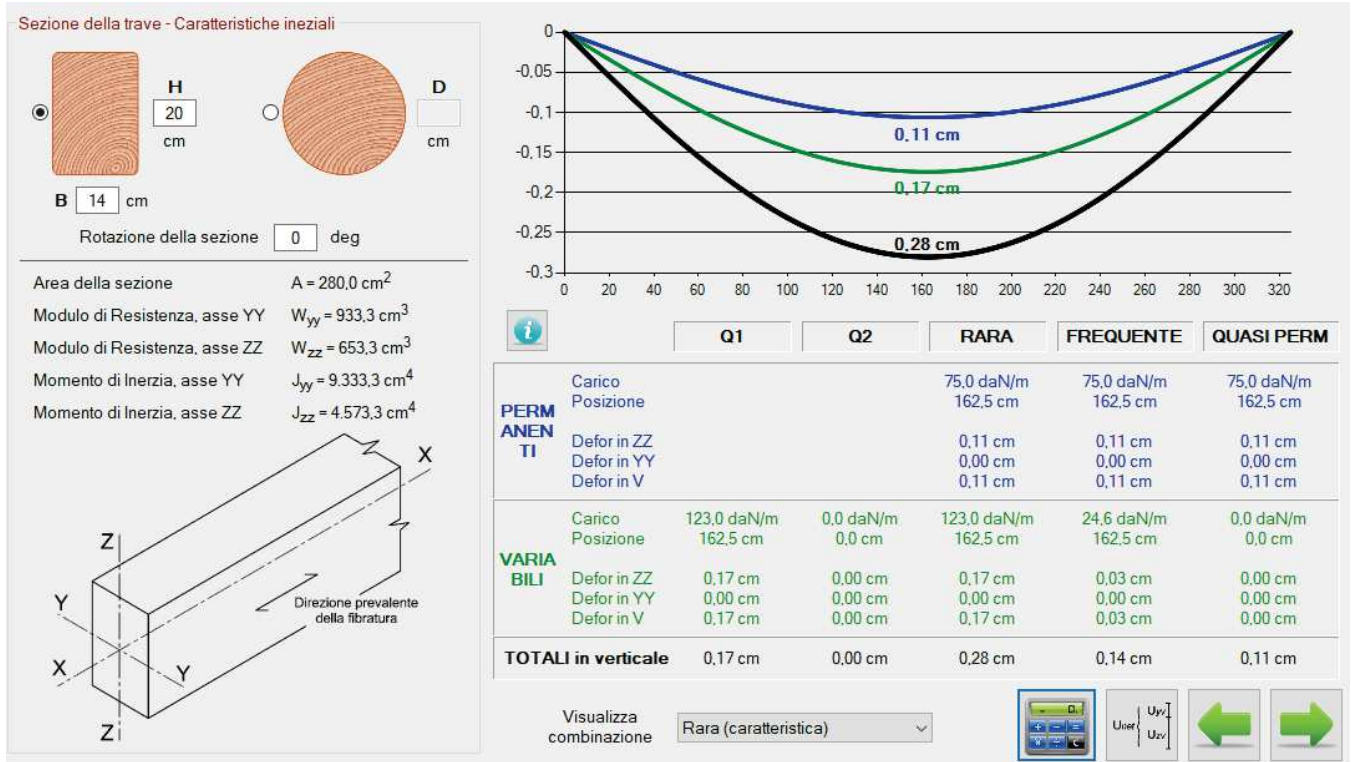 Sezione della trave - Caratteristiche ineziali
H
20
cm
D
cm
B 14 cm
Rotazione della sezione 0 deg
Area della sezione A = 280,0 cm²
Modulo di Resistenza, asse YY Wyy = 933,3 cm³
Modulo di Resistenza, asse ZZ Wzz = 653,3 cm³
Momento di Inerzia, asse YY Jyy = 9.333,3 cm⁴
Momento di Inerzia, asse ZZ Jzz = 4.573,3 cm⁴
X
Z
Y
Direzione prevalente
della fibratura
X
Y
Z
0
-0,05
-0,1
-0,15
-0,2
-0,25
-0,3
0,11 cm
0,17 cm
0,28 cm
0 20 40 60 80 100 120 140 160 180 200 220 240 260 280 300 320
i Q1 Q2 RARA FREQUENTE QUASI PERM
PERM
ANEN
TI
Carico 75,0 daN/m 75,0 daN/m 75,0 daN/m
Posizione 162,5 cm 162,5 cm 162,5 cm
Defor in ZZ 0,11 cm 0,11 cm 0,11 cm
Defor in YY 0,00 cm 0,00 cm 0,00 cm
Defor in V 0,11 cm 0,11 cm 0,11 cm
VARIA
BILI
Carico 123,0 daN/m 0,0 daN/m 123,0 daN/m 24,6 daN/m 0,0 daN/m
Posizione 162,5 cm 0,0 cm 162,5 cm 162,5 cm 0,0 cm
Defor in ZZ 0,17 cm 0,00 cm 0,17 cm 0,03 cm 0,00 cm
Defor in YY 0,00 cm 0,00 cm 0,00 cm 0,00 cm 0,00 cm
Defor in V 0,17 cm 0,00 cm 0,17 cm 0,03 cm 0,00 cm
TOTALI in verticale 0,17 cm 0,00 cm 0,28 cm 0,14 cm 0,11 cm
Visualizza
combinazione
Rara (caratteristica)